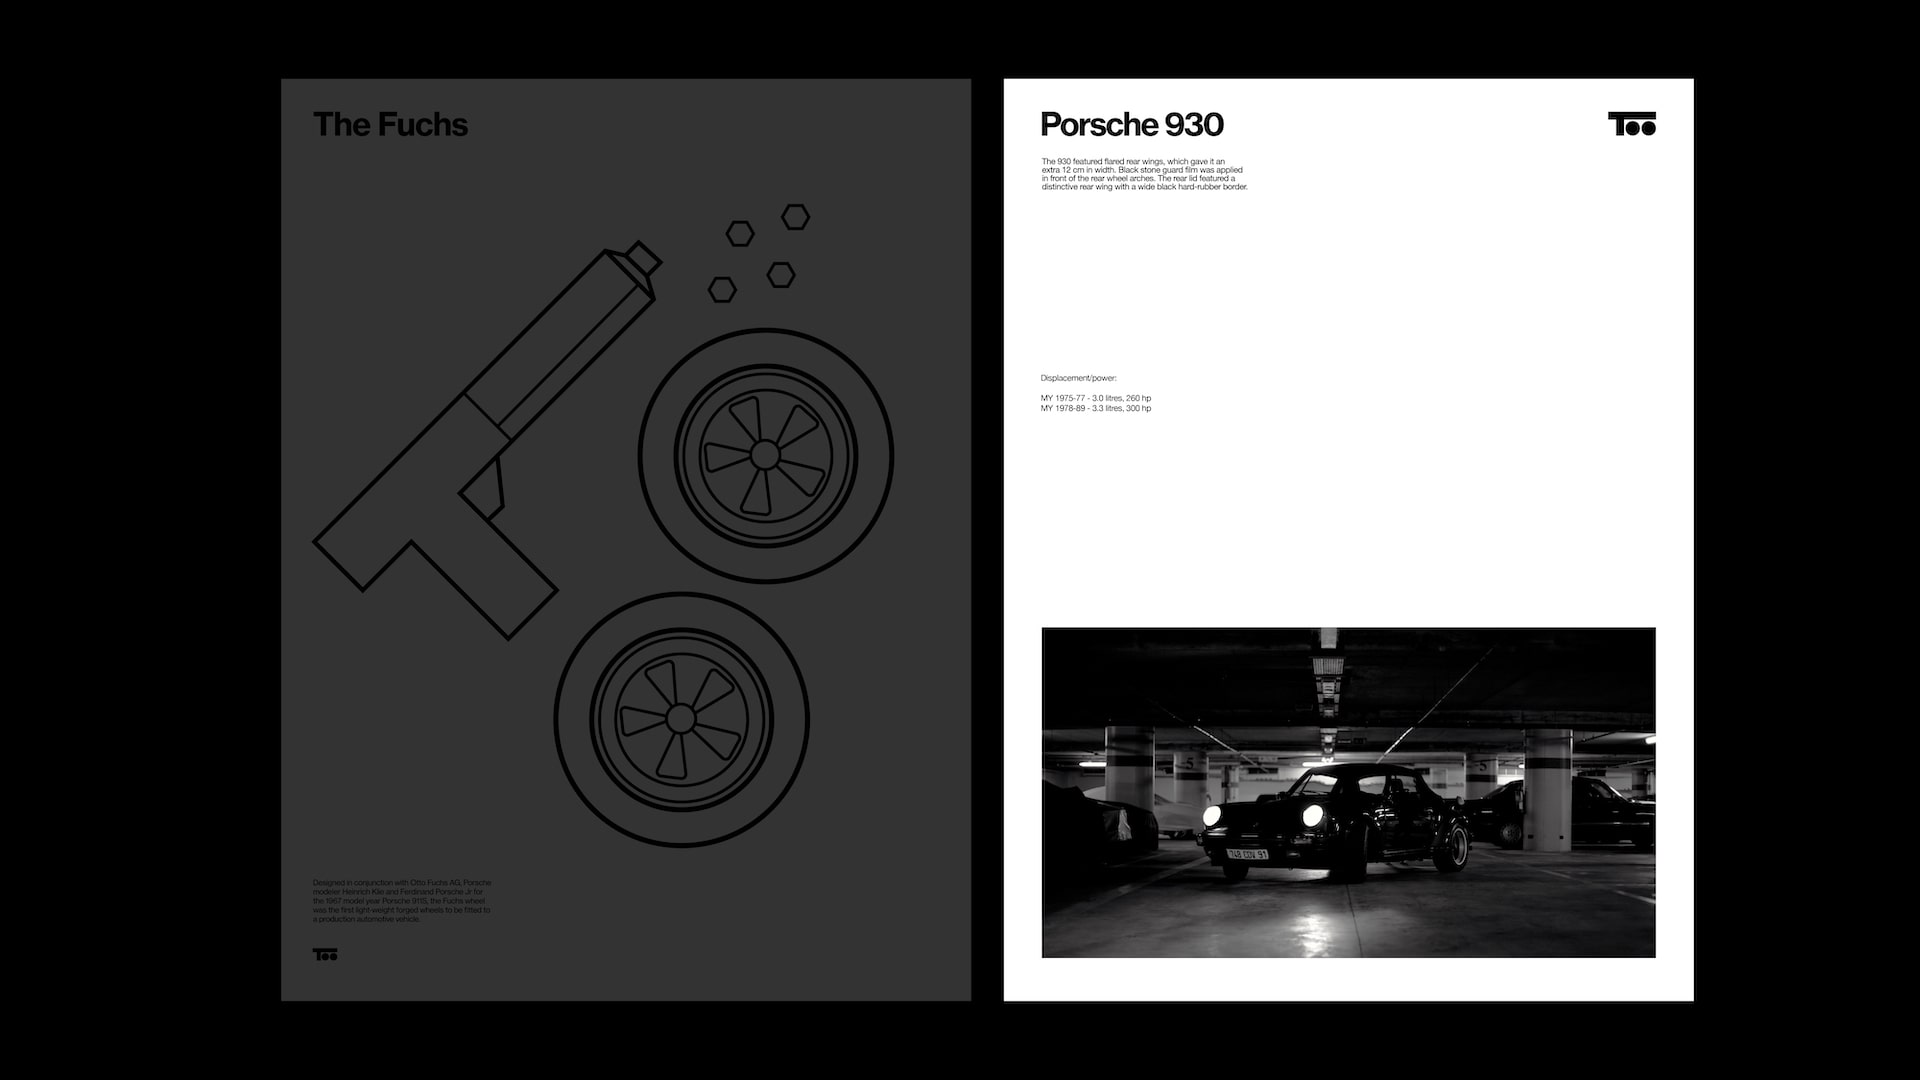 The Fuchs
Designed in conjunction with Otto Fuchs AG, Porsche
modeler Heinrich Klie and Ferdinand Porsche Jr for
the 1967 model year Porsche 911S, the Fuchs wheel
was the first light-weight forged wheels to be fitted to
a production automotive vehicle.
Too
Porsche 930
Too
The 930 featured flared rear wings, which gave it an
extra 12 cm in width. Black stone guard film was applied
in front of the rear wheel arches. The rear lid featured a
distinctive rear wing with a wide black hard-rubber border.
Displacement/power:
MY 1975-77 - 3.0 litres, 260 hp
MY 1978-89 - 3.3 litres, 300 hp
5
5